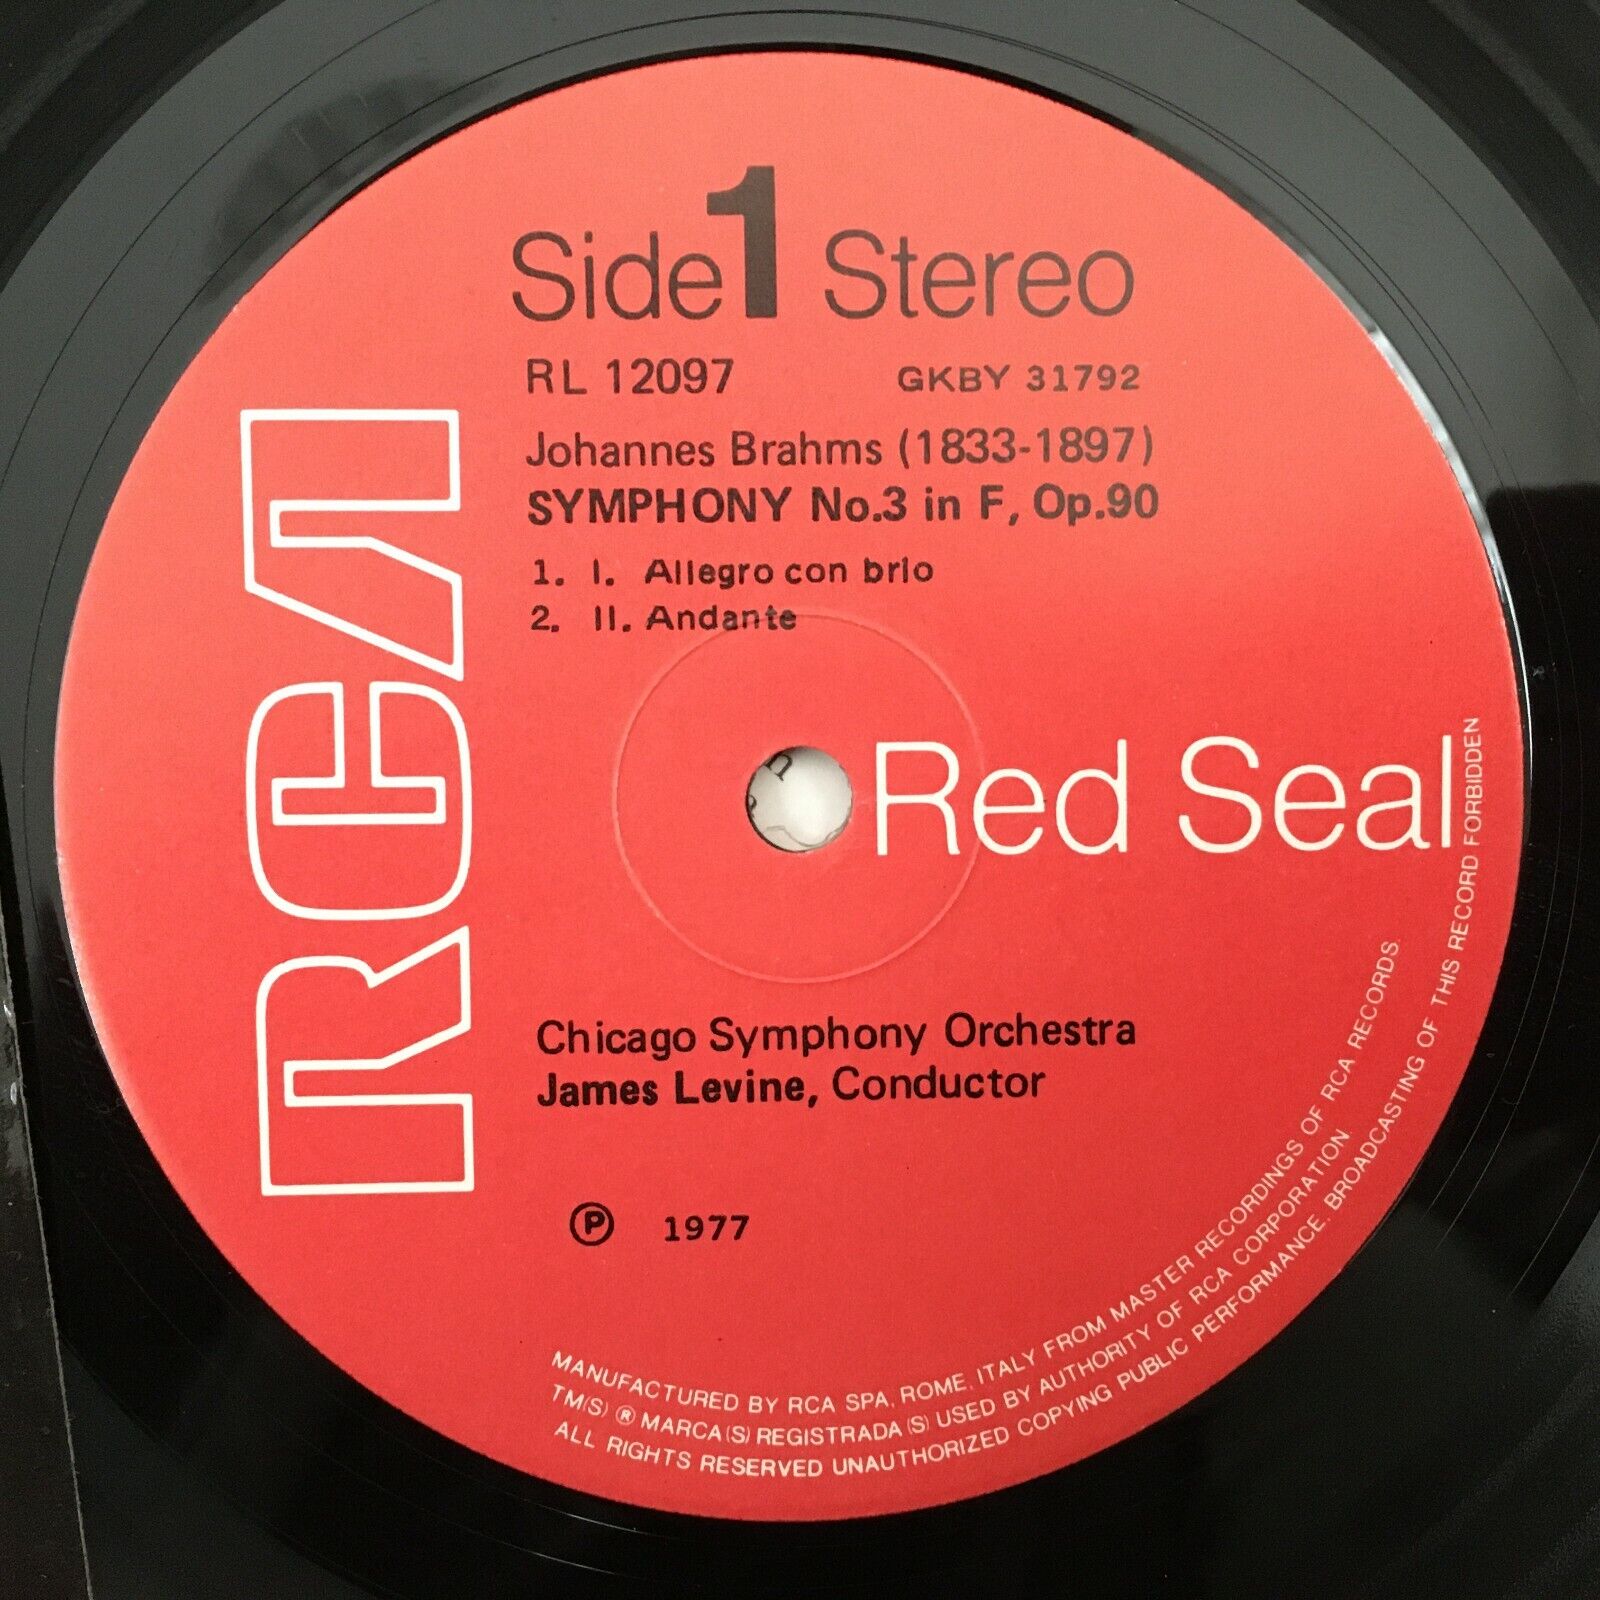 Side 1 Stereo
RL 12097 GKBY 31792
Johannes Brahms (1833-1897)
SYMPHONY No.3 in F, Op.90
1. I. Allegro con brio
2. II. Andante
RCA
Red Seal
Chicago Symphony Orchestra
James Levine, Conductor
Ⓟ 1977
MANUFACTURED BY RCA SPA, ROME, ITALY FROM MASTER RECORDINGS OF RCA RECORDS.
TM(S) ® MARCA(S) REGISTRADA(S) USED BY AUTHORITY OF RCA CORPORATION
ALL RIGHTS RESERVED UNAUTHORIZED COPYING PUBLIC PERFORMANCE, BROADCASTING OF THIS RECORD FORBIDDEN